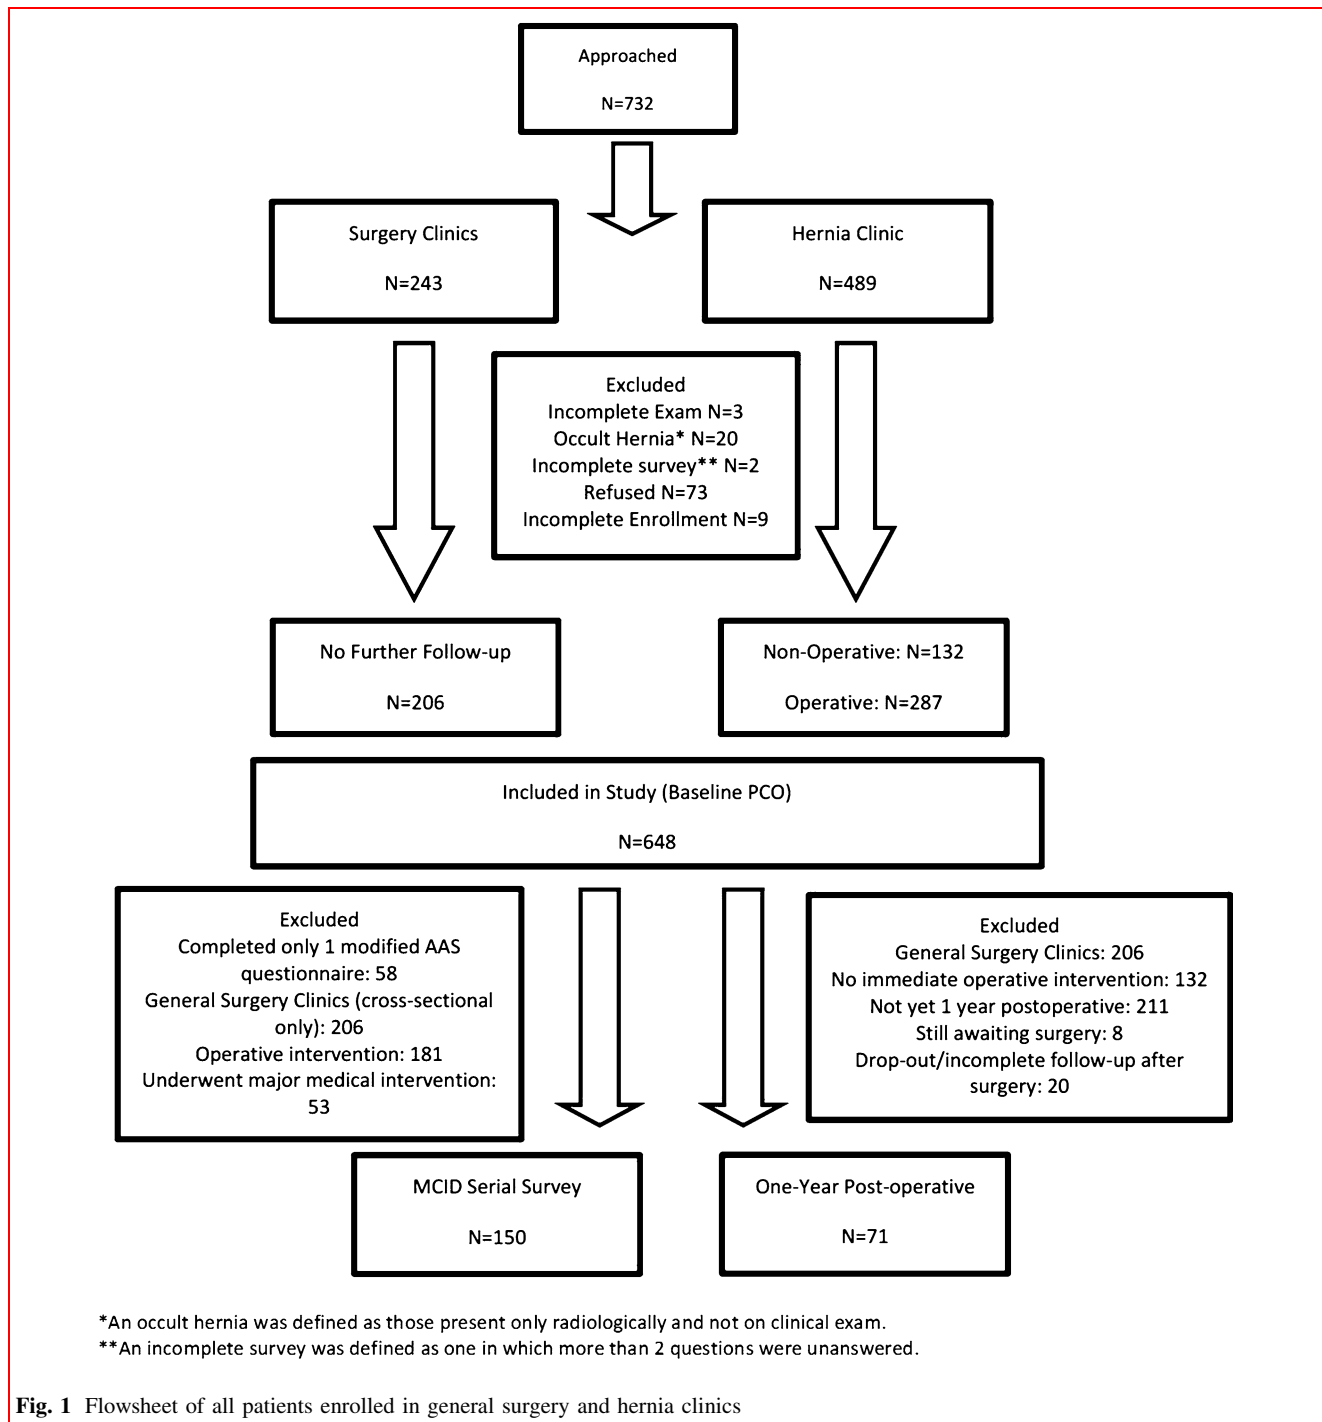 Approached
N=732
Surgery Clinics
N=243
Hernia Clinic
N=489
Excluded
Incomplete Exam N=3
Occult Hernia* N=20
Incomplete survey** N=2
Refused N=73
Incomplete Enrollment N=9
No Further Follow-up
N=206
Non-Operative: N=132
Operative: N=287
Included in Study (Baseline PCO)
N=648
Excluded
Completed only 1 modified AAS
questionnaire: 58
General Surgery Clinics (cross-sectional
only): 206
Operative intervention: 181
Underwent major medical intervention:
53
Excluded
General Surgery Clinics: 206
No immediate operative intervention: 132
Not yet 1 year postoperative: 211
Still awaiting surgery: 8
Drop-out/incomplete follow-up after
surgery: 20
MCID Serial Survey
N=150
One-Year Post-operative
N=71
*An occult hernia was defined as those present only radiologically and not on clinical exam.
**An incomplete survey was defined as one in which more than 2 questions were unanswered.
Fig. 1 Flowsheet of all patients enrolled in general surgery and hernia clinics